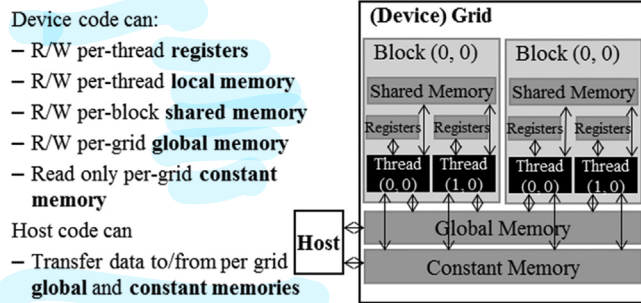 Device code can:
– R/W per-thread registers
– R/W per-thread local memory
– R/W per-block shared memory
– R/W per-grid global memory
– Read only per-grid constant
memory
Host code can
– Transfer data to/from per grid
global and constant memories
(Device) Grid
Block (0, 0)
Block (0, 0)
Shared Memory
Shared Memory
Registers
Registers
Registers
Registers
Thread
(0, 0)
Thread
(1, 0)
Thread
(0, 0)
Thread
(1, 0)
Host
Global Memory
Constant Memory